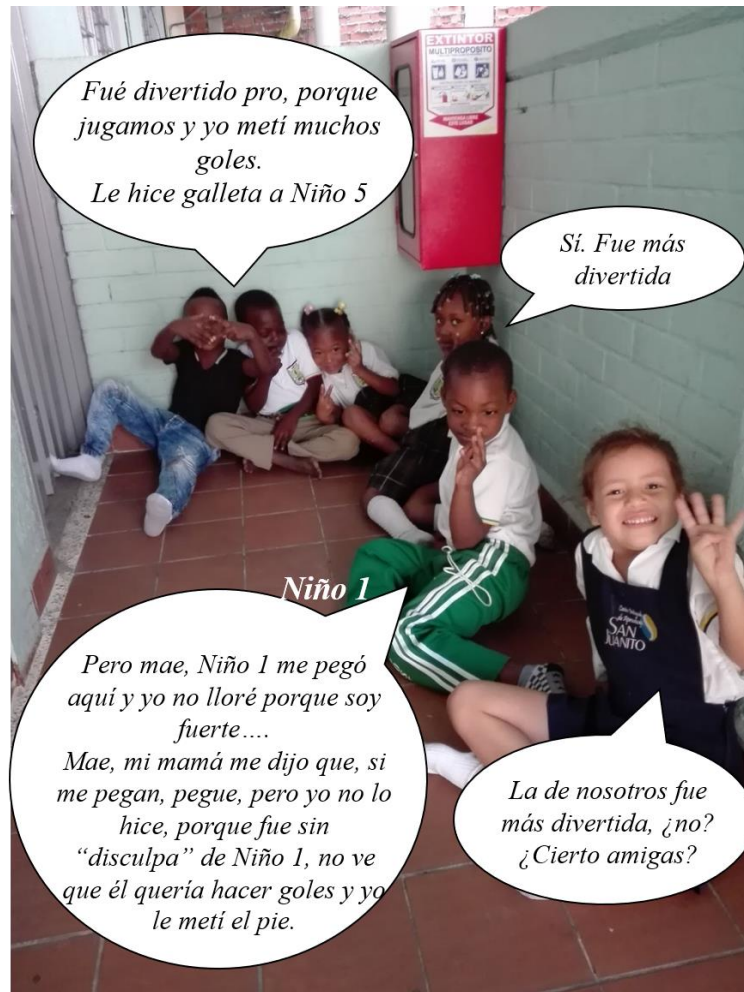 EXTINTOR
MULTIPROPOSITO
Fué divertido pro, porque
jugamos y yo metí muchos
goles.
Le hice galleta a Niño 5
Sí. Fue más
divertida
Niño 1
SAN
JUANITO
Pero mae, Niño 1 me pegó
aquí y yo no lloré porque soy
fuerte….
Mae, mi mamá me dijo que, si
me pegan, pegue, pero yo no lo
hice, porque fue sin
“disculpa” de Niño 1, no ve
que él quería hacer goles y yo
le metí el pie.
La de nosotros fue
más divertida, ¿no?
¿Cierto amigas?